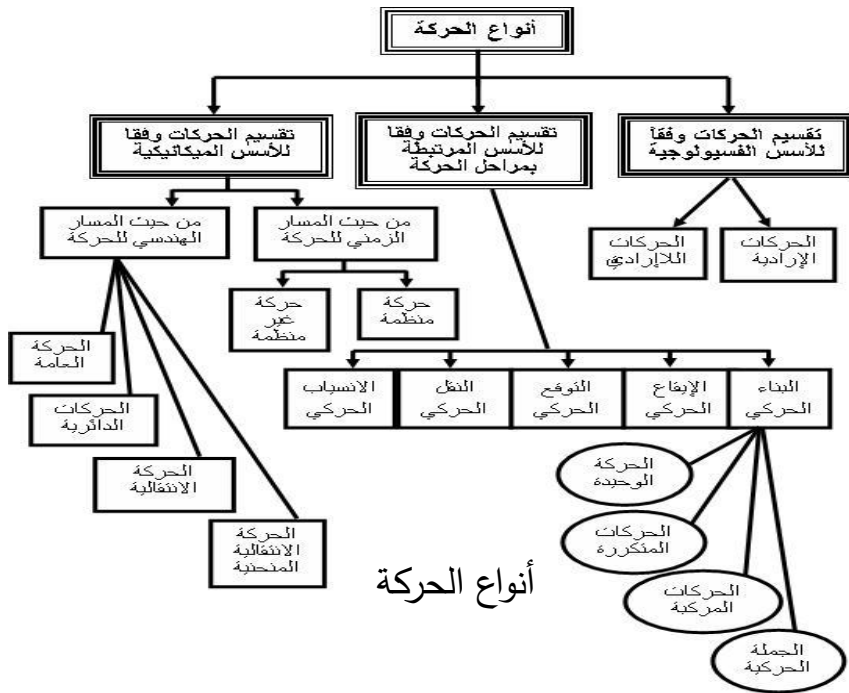 أنواع الحركة
تقسيم الحركات وفقاً
للأسس الفسيولوجية
تقسيم الحركات وفقا
للأسس المرتبطة
بمراحل الحركة
تقسيم الحركات وفقا
للأسس الميكانيكية
الحركات
الإرادية
الحركات
اللاإرادي
من حيث المسار
الزمني للحركة
من حيث المسار
الهندسي للحركة
حركة
منظمة
حركة
غير
منظمة
البناء
الحركي
الإيقاع
الحركي
التوقع
الحركي
النقل
الحركي
الانسياب
الحركي
الحركة
العامة
الحركات
الدائرية
الحركة
الانتقالية
الحركة
الانتقالية
المنحنية
الحركة
الوحيدة
الحركات
المتكررة
الحركات
المركبة
الجملة
الحركية
أنواع الحركة